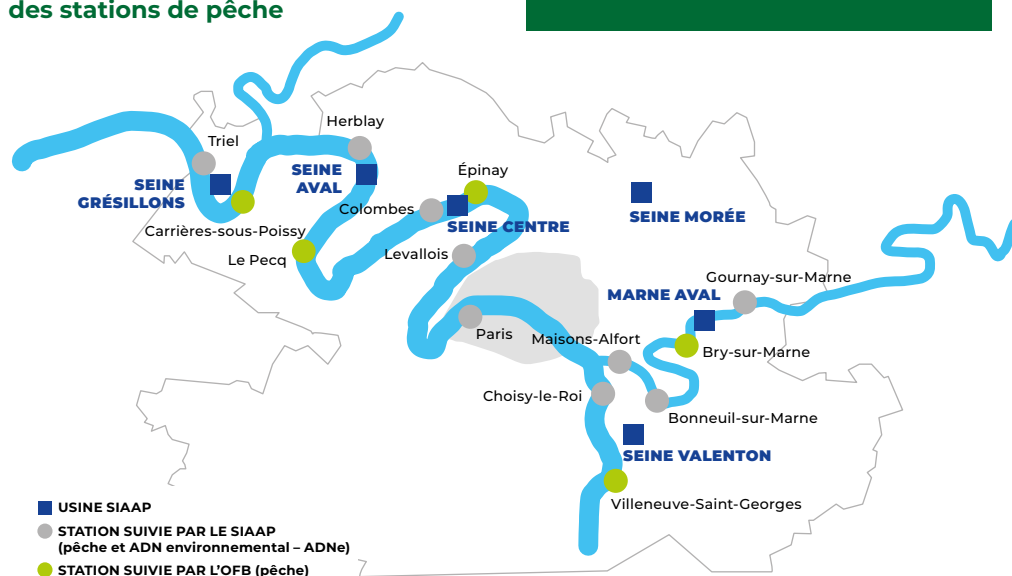 des stations de pêche
Herblay
Triel
SEINE
AVAL
Épinay
SEINE
GRÉSILLONS
Colombes
SEINE MORÉE
SEINE CENTRE
Carrières-sous-Poissy
Le Pecq
Levallois
Gournay-sur-Marne
MARNE AVAL
Paris
Maisons-Alfort
Bry-sur-Marne
Choisy-le-Roi
Bonneuil-sur-Marne
SEINE VALENTON
Villeneuve-Saint-Georges
USINE SIAAP
STATION SUIVIE PAR LE SIAAP
(pêche et ADN environnemental – ADNe)
STATION SUIVIE PAR L’OFB (pêche)